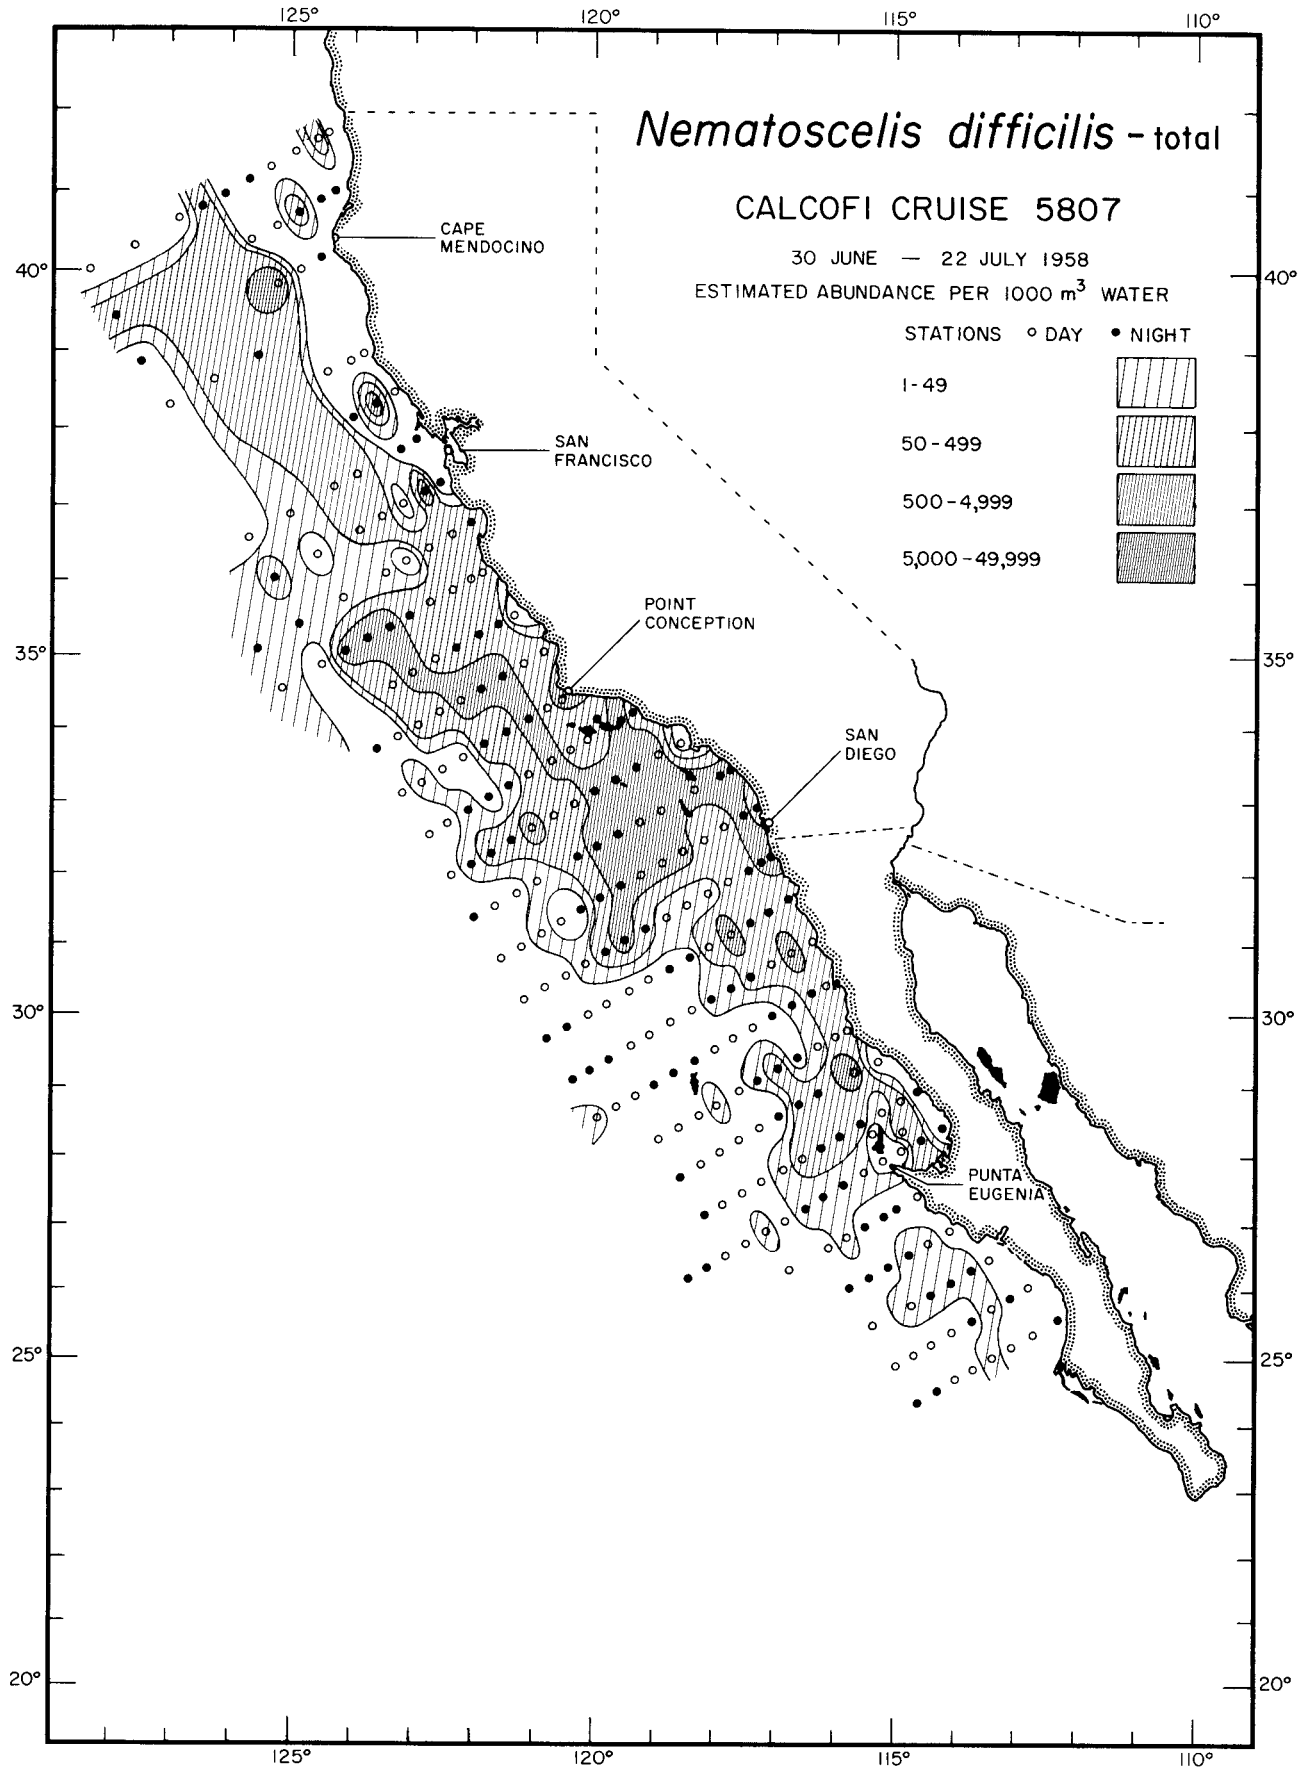 125° 120° 115° 110°
Nematoscelis difficilis - total
CALCOFI CRUISE 5807
30 JUNE — 22 JULY 1958
ESTIMATED ABUNDANCE PER 1000 m³ WATER
STATIONS ○ DAY ● NIGHT
1-49
50-499
500-4,999
5,000-49,999
CAPE
MENDOCINO
40° 40°
SAN
FRANCISCO
POINT
CONCEPTION
35° 35°
SAN
DIEGO
30° 30°
PUNTA
EUGENIA
25° 25°
20° 20°
125° 120° 115° 110°